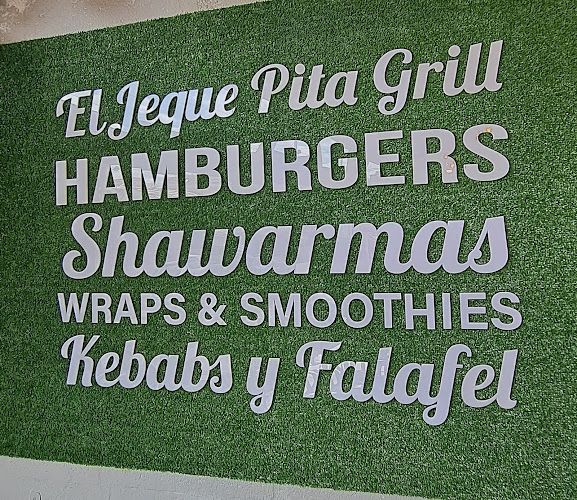 El Jeque Pita Grill
HAMBURGERS
Shawarmas
WRAPS & SMOOTHIES
Kebabs y Falafel